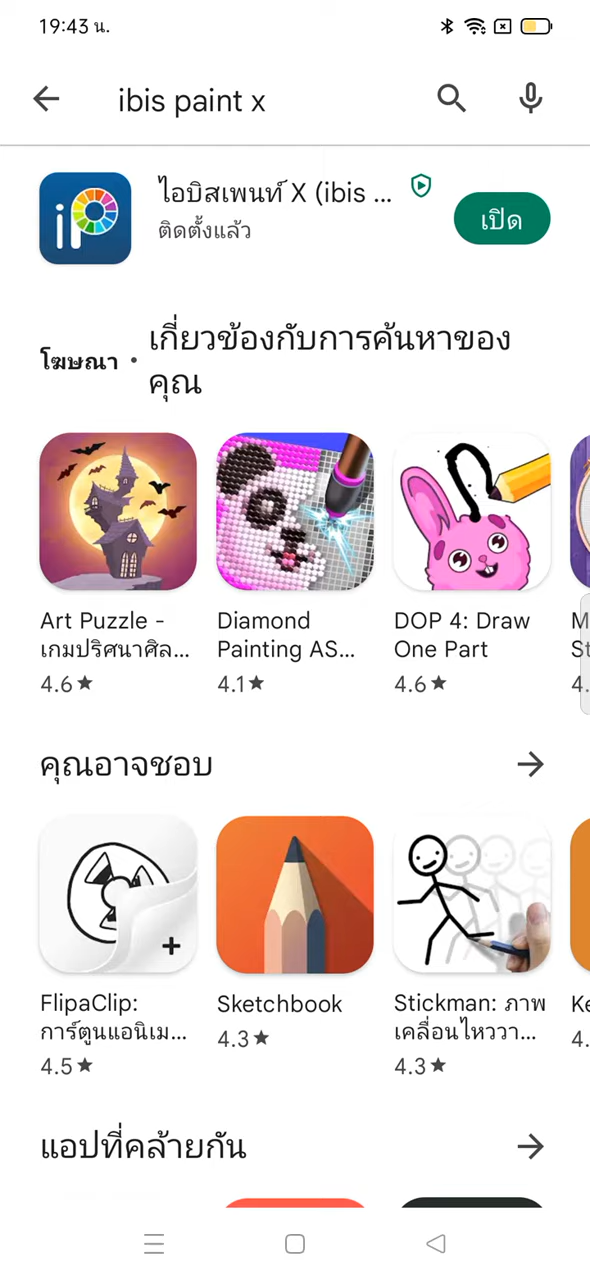 19:43 น.
ibis paint x
iP
ไอบิสเพนท์ X (ibis ...
ติดตั้งแล้ว
เปิด
โฆษณา • เกี่ยวข้องกับการค้นหาของ
คุณ
Art Puzzle -
เกมปริศนาศิล...
4.6★
Diamond
Painting AS...
4.1★
DOP 4: Draw
One Part
4.6★
M
St
4.
คุณอาจชอบ
FlipaClip:
การ์ตูนแอนิเม...
4.5★
Sketchbook
4.3★
Stickman: ภาพ
เคลื่อนไหววา...
4.3★
Ke
4.
แอปที่คล้ายกัน